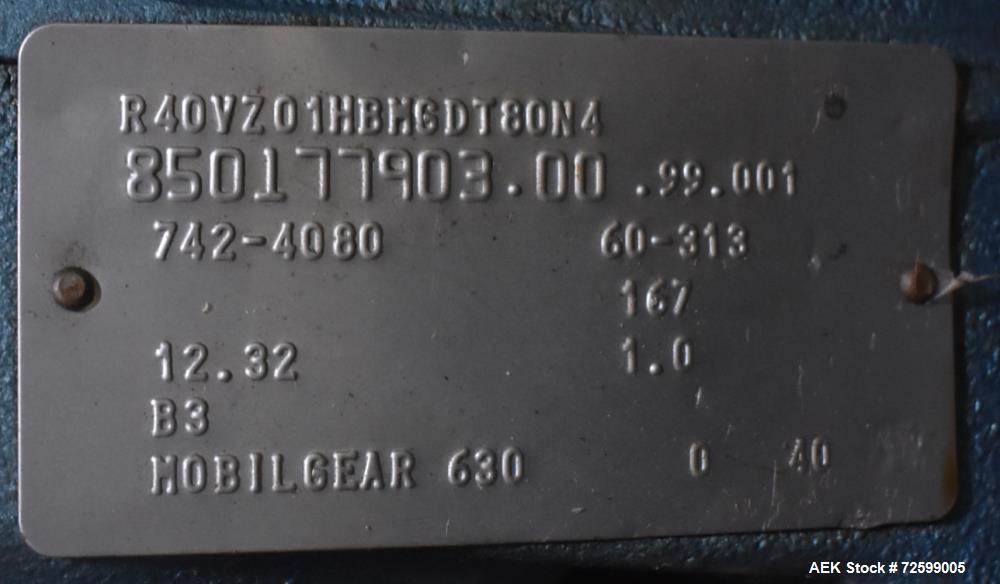 R40VZ01HBMGDT80N4
850177903.00 .99.001
742-4080 60-313
167
12.32 1.0
B3
MOBILGEAR 630 0 40
AEK Stock # 72599005